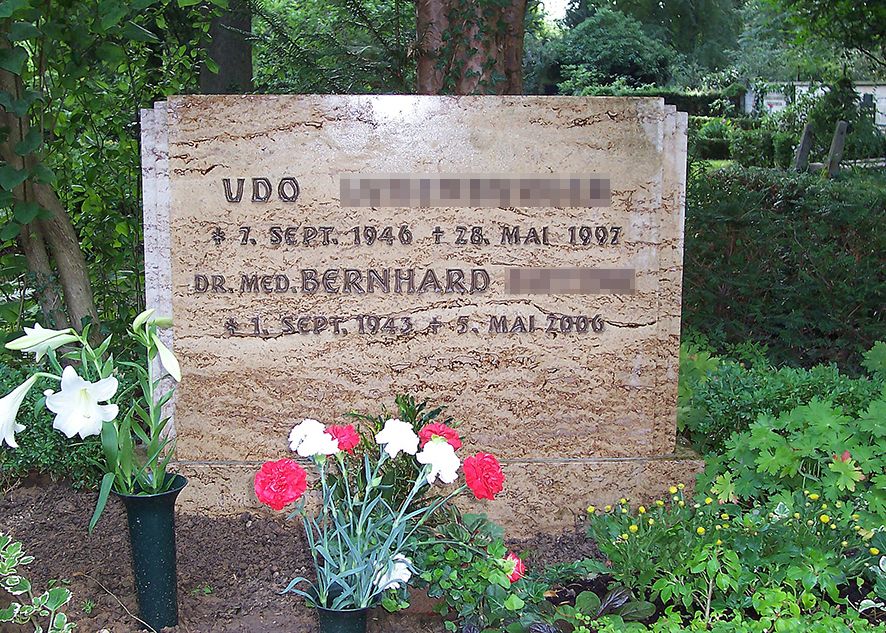 UDO
* 7. SEPT. 1946 † 28. MAI 1997
DR. MED. BERNHARD
* 1. SEPT. 1943 † 5. MAI 2006